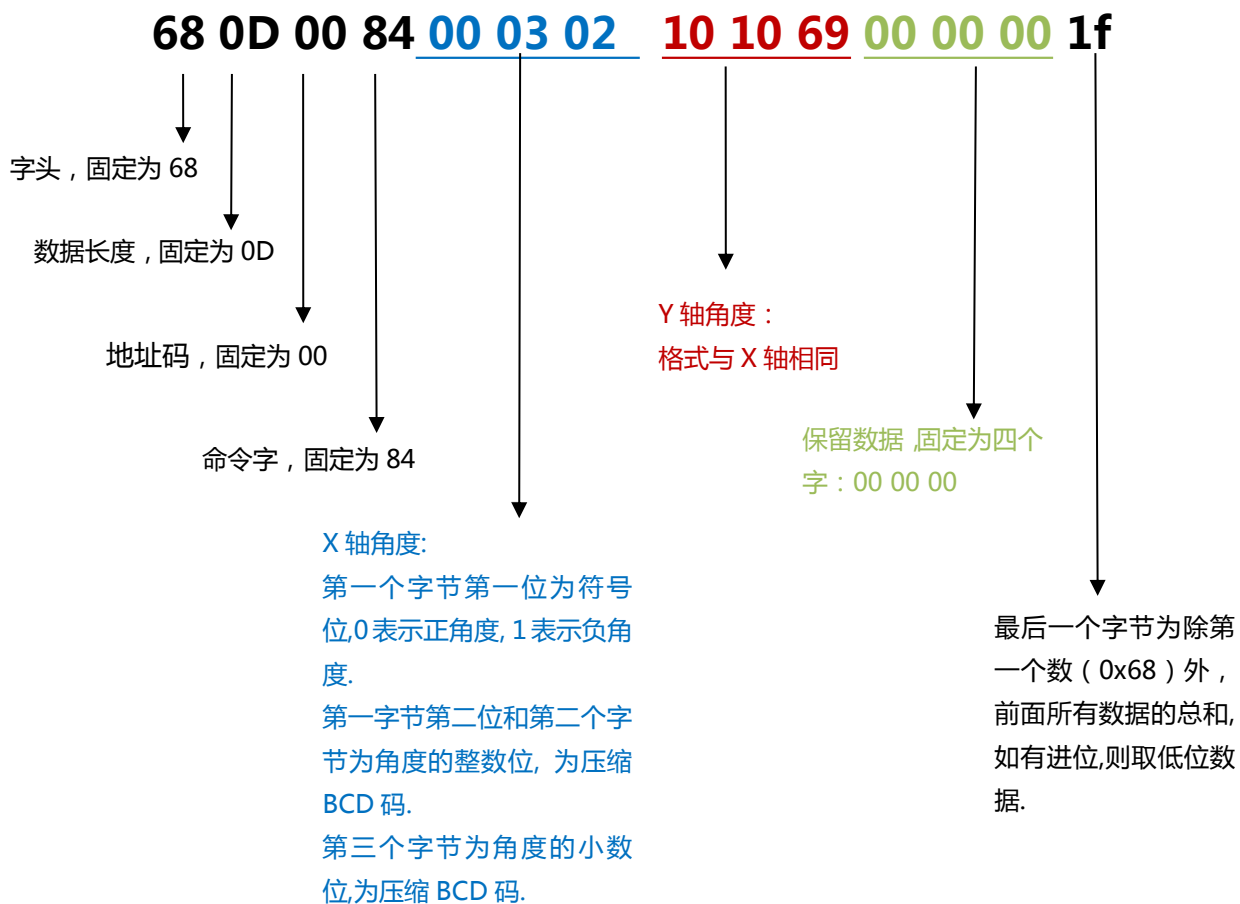 68 0D 00 84 00 03 02 10 10 69 00 00 00 1f
字头，固定为 68
数据长度，固定为 0D
地址码，固定为 00
命令字，固定为 84
X 轴角度:
第一个字节第一位为符号
位,0 表示正角度, 1 表示负角
度.
第一字节第二位和第二个字
节为角度的整数位, 为压缩
BCD 码.
第三个字节为角度的小数
位,为压缩 BCD 码.
Y 轴角度：
格式与 X 轴相同
保留数据 ,固定为四个
字：00 00 00
最后一个字节为除第
一个数（0x68）外，
前面所有数据的总和,
如有进位,则取低位数
据.